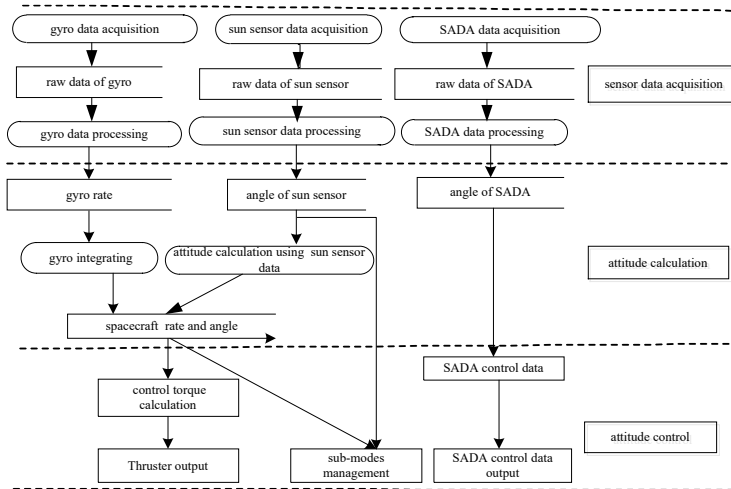 gyro data acquisition
sun sensor data acquisition
SADA data acquisition
raw data of gyro
raw data of sun sensor
raw data of SADA
sensor data acquisition
gyro data processing
sun sensor data processing
SADA data processing
gyro rate
angle of sun sensor
angle of SADA
gyro integrating
attitude calculation using sun sensor
data
attitude calculation
spacecraft rate and angle
SADA control data
control torque
calculation
attitude control
Thruster output
sub-modes
management
SADA control data
output